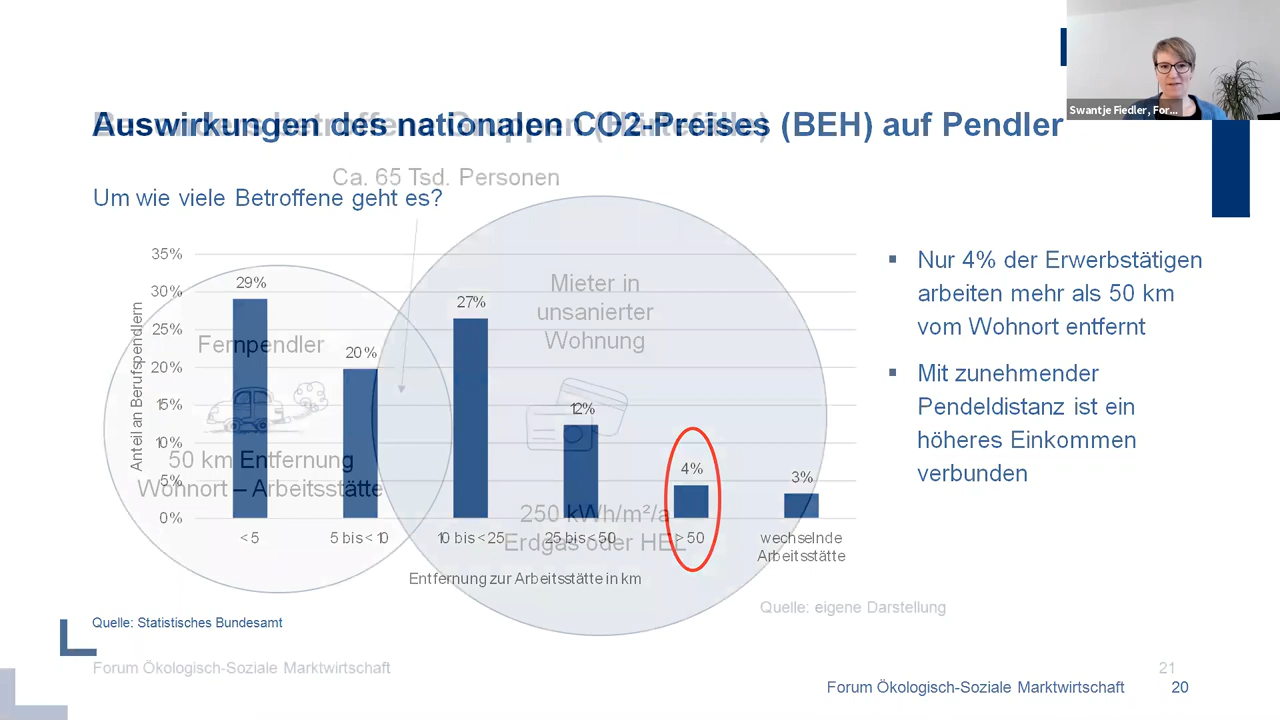 Swantje Fiedler, For...
Auswirkungen des nationalen CO2-Preises (BEH) auf Pendler
Ca. 65 Tsd. Personen
Um wie viele Betroffene geht es?
35%
30%
25%
20%
15%
10%
5%
0%
Anteil an Berufspendlern
29%
20%
27%
12%
4%
3%
< 5
5 bis < 10
10 bis < 25
25 bis < 50
> 50
wechselnde
Arbeitsstätte
Entfernung zur Arbeitsstätte in km
Fernpendler
50 km Entfernung
Wohnort – Arbeitsstätte
Mieter in
unsanierter
Wohnung
250 kWh/m²/a
Erdgas oder HEL
Nur 4% der Erwerbstätigen
arbeiten mehr als 50 km
vom Wohnort entfernt
Mit zunehmender
Pendeldistanz ist ein
höheres Einkommen
verbunden
Quelle: eigene Darstellung
Quelle: Statistisches Bundesamt
Forum Ökologisch-Soziale Marktwirtschaft
21
Forum Ökologisch-Soziale Marktwirtschaft
20